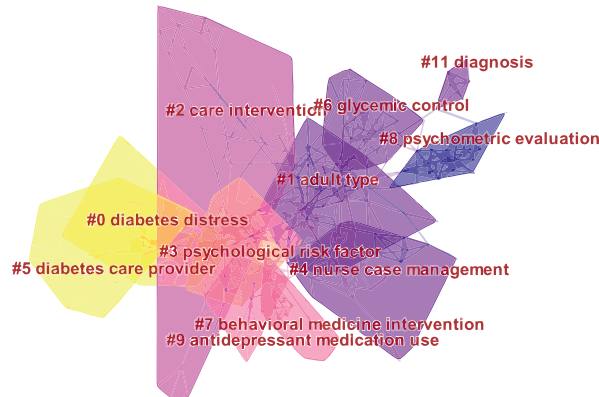 #11 diagnosis
#6 glycemic control
#2 care intervention
#8 psychometric evaluation
#1 adult type
#0 diabetes distress
#3 psychological risk factor
#5 diabetes care provider
#4 nurse case management
#7 behavioral medicine intervention
#9 antidepressant medication use